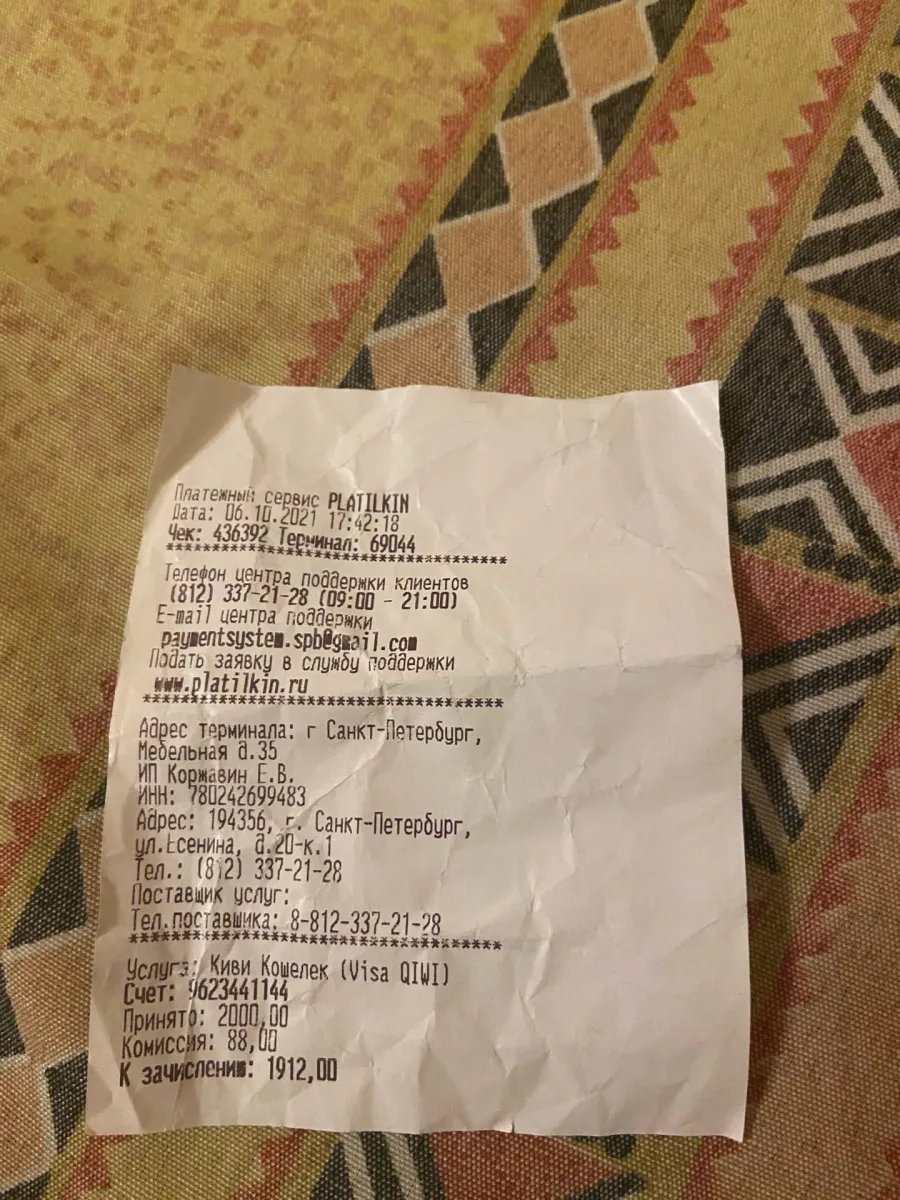 Платежный сервис PLATILKIN
Дата: 06.10.2021 17:42:18
Чек: 436392 Терминал: 69044
************************************
Телефон центра поддержки клиентов
(812) 337-21-28 (09:00 - 21:00)
E-mail центра поддержки
paymentsystem.spb@gmail.com
Подать заявку в службу поддержки
www.platilkin.ru
************************************
Адрес терминала: г Санкт-Петербург,
Мебельная д.35
ИП Коржавин Е.В.
ИНН: 780242699483
Адрес: 194356, г. Санкт-Петербург,
ул.Есенина, д.20-к.1
Тел.: (812) 337-21-28
Поставщик услуг:
Тел.поставшика: 8-812-337-21-28
************************************
Услуга: Киви Кошелек (Visa QIWI)
Счет: 9623441144
Принято: 2000,00
Комиссия: 88,00
К зачислению: 1912,00